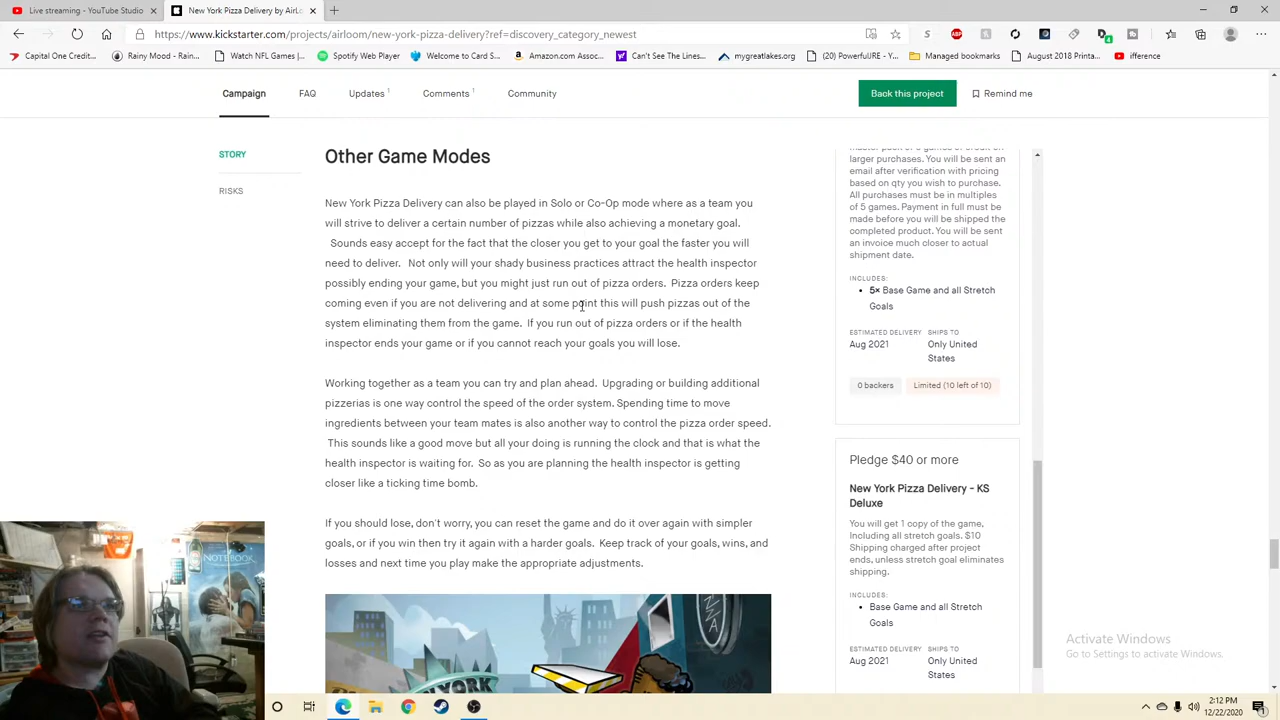 Live streaming - YouTube Studio
New York Pizza Delivery by AirLo
https://www.kickstarter.com/projects/airloom/new-york-pizza-delivery?ref=discovery_category_newest
Capital One Credit...
Rainy Mood - Rain...
Watch NFL Games |...
Spotify Web Player
Welcome to Card S...
Amazon.com Assoc...
Can't See The Lines...
mygreatlakes.org
(20) PowerfulJRE - Y...
Managed bookmarks
August 2018 Printa...
ifference
Campaign
FAQ
Updates 1
Comments 1
Community
Back this project
Remind me
STORY
RISKS
Other Game Modes
New York Pizza Delivery can also be played in Solo or Co-Op mode where as a team you
will strive to deliver a certain number of pizzas while also achieving a monetary goal.
Sounds easy accept for the fact that the closer you get to your goal the faster you will
need to deliver. Not only will your shady business practices attract the health inspector
possibly ending your game, but you might just run out of pizza orders. Pizza orders keep
coming even if you are not delivering and at some point this will push pizzas out of the
system eliminating them from the game. If you run out of pizza orders or if the health
inspector ends your game or if you cannot reach your goals you will lose.
Working together as a team you can try and plan ahead. Upgrading or building additional
pizzerias is one way control the speed of the order system. Spending time to move
ingredients between your team mates is also another way to control the pizza order speed.
This sounds like a good move but all your doing is running the clock and that is what the
health inspector is waiting for. So as you are planning the health inspector is getting
closer like a ticking time bomb.
If you should lose, don't worry, you can reset the game and do it over again with simpler
goals, or if you win then try it again with a harder goals. Keep track of your goals, wins, and
losses and next time you play make the appropriate adjustments.
larger purchases. You will be sent an
email after verification with pricing
based on qty you wish to purchase.
All purchases must be in multiples
of 5 games. Payment in full must be
made before you will be shipped the
completed product. You will be sent
an invoice much closer to actual
shipment date.
INCLUDES:
5× Base Game and all Stretch
Goals
ESTIMATED DELIVERY
Aug 2021
SHIPS TO
Only United
States
0 backers
Limited (10 left of 10)
Pledge $40 or more
New York Pizza Delivery - KS
Deluxe
You will get 1 copy of the game,
Including all stretch goals. $10
Shipping charged after project
ends, unless stretch goal eliminates
shipping.
INCLUDES:
Base Game and all Stretch
Goals
ESTIMATED DELIVERY
Aug 2021
SHIPS TO
Only United
States
NOTEBOOK
PIZZA
Activate Windows
Go to Settings to activate Windows.
2:12 PM
12/22/2020